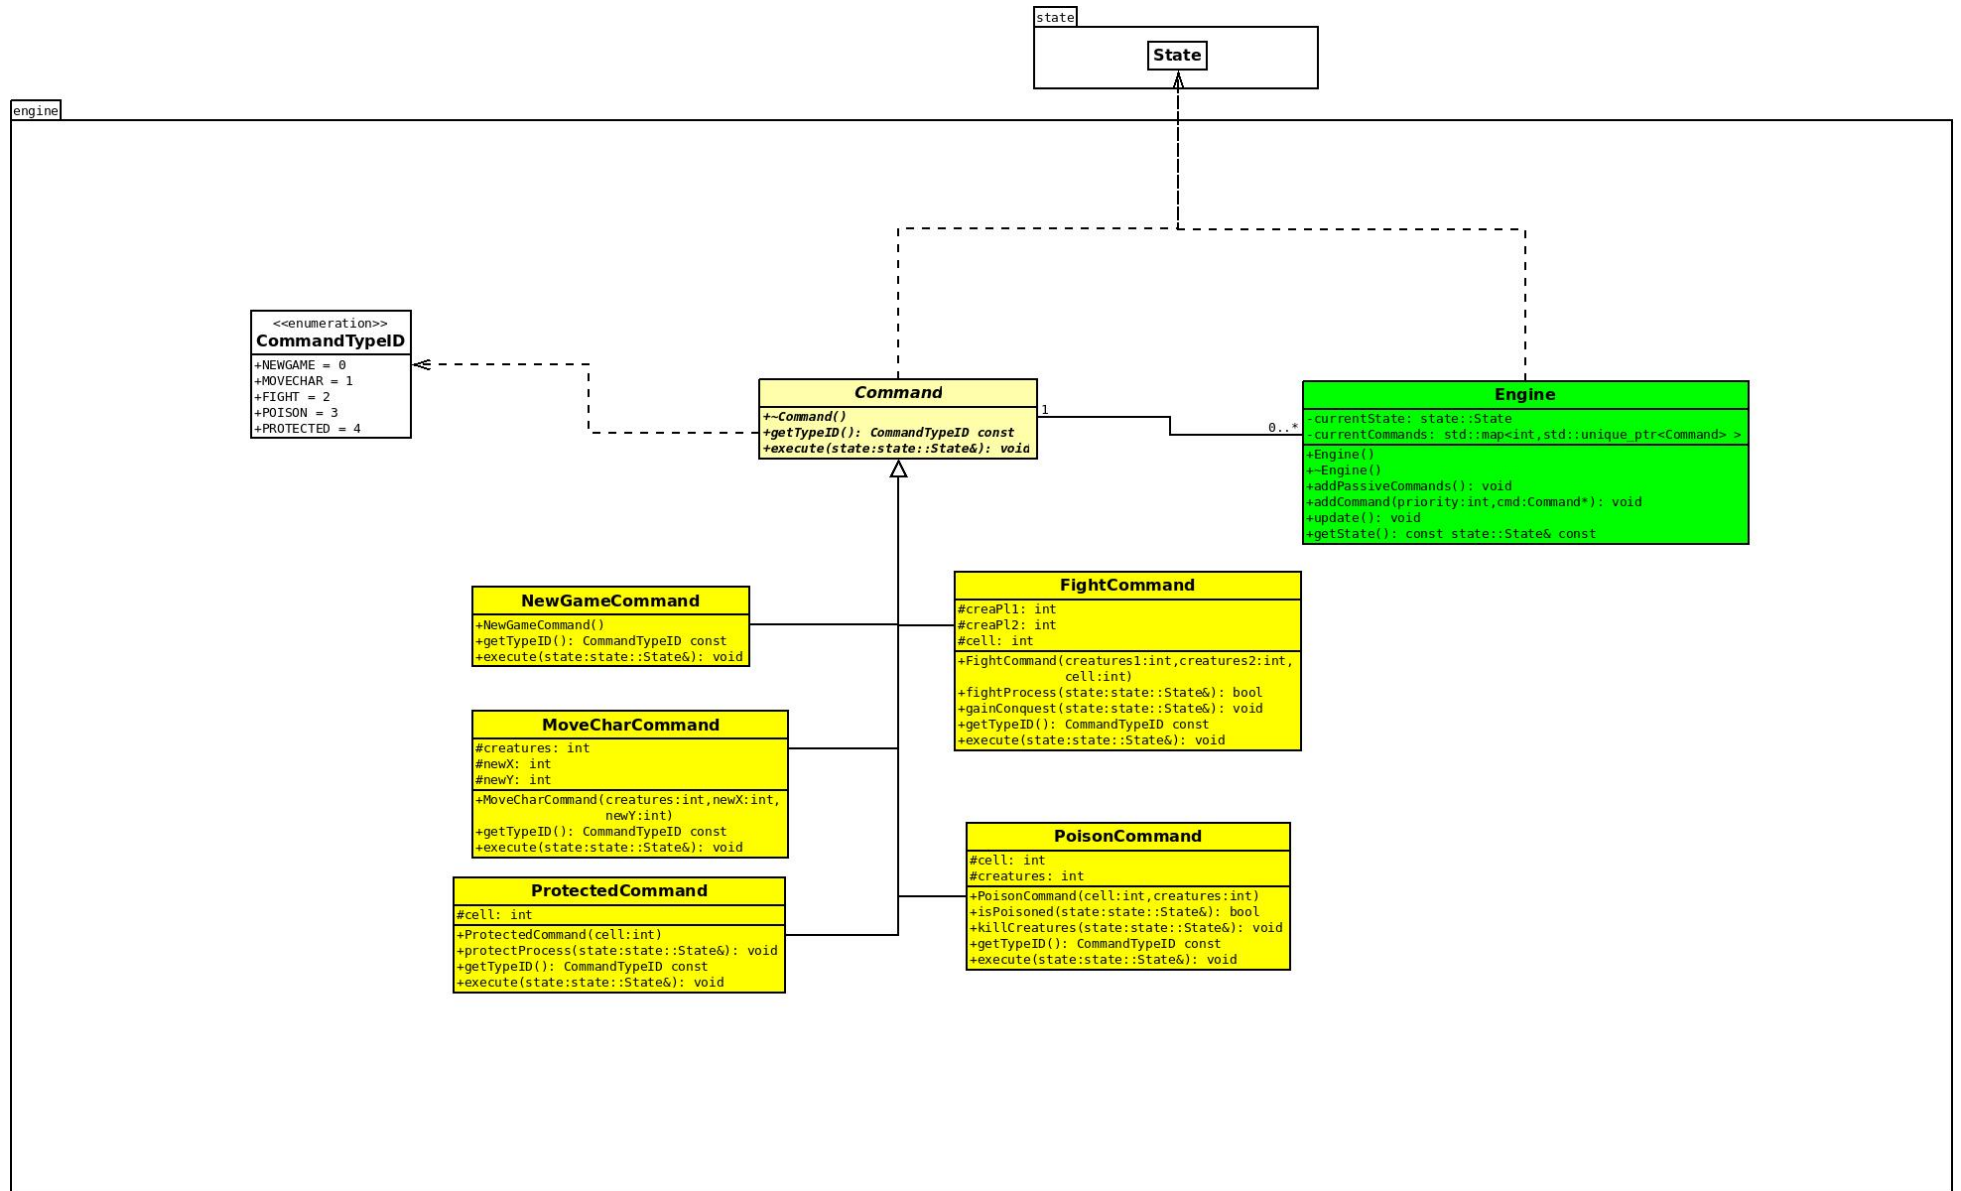 state
State
engine
<<enumeration>>
CommandTypeID
+NEWGAME = 0
+MOVECHAR = 1
+FIGHT = 2
+POISON = 3
+PROTECTED = 4
Command
+~Command()
+getTypeID(): CommandTypeID const
+execute(state:state::State&): void
1
0..*
Engine
-currentState: state::State
-currentCommands: std::map<int,std::unique_ptr<Command> >
+Engine()
+~Engine()
+addPassiveCommands(): void
+addCommand(priority:int,cmd:Command*): void
+update(): void
+getState(): const state::State& const
NewGameCommand
+NewGameCommand()
+getTypeID(): CommandTypeID const
+execute(state:state::State&): void
FightCommand
#creaPl1: int
#creaPl2: int
#cell: int
+FightCommand(creatures1:int,creatures2:int,
cell:int)
+fightProcess(state:state::State&): bool
+gainConquest(state:state::State&): void
+getTypeID(): CommandTypeID const
+execute(state:state::State&): void
MoveCharCommand
#creatures: int
#newX: int
#newY: int
+MoveCharCommand(creatures:int,newX:int,
newY:int)
+getTypeID(): CommandTypeID const
+execute(state:state::State&): void
PoisonCommand
#cell: int
#creatures: int
+PoisonCommand(cell:int,creatures:int)
+isPoisoned(state:state::State&): bool
+killCreatures(state:state::State&): void
+getTypeID(): CommandTypeID const
+execute(state:state::State&): void
ProtectedCommand
#cell: int
+ProtectedCommand(cell:int)
+protectProcess(state:state::State&): void
+getTypeID(): CommandTypeID const
+execute(state:state::State&): void